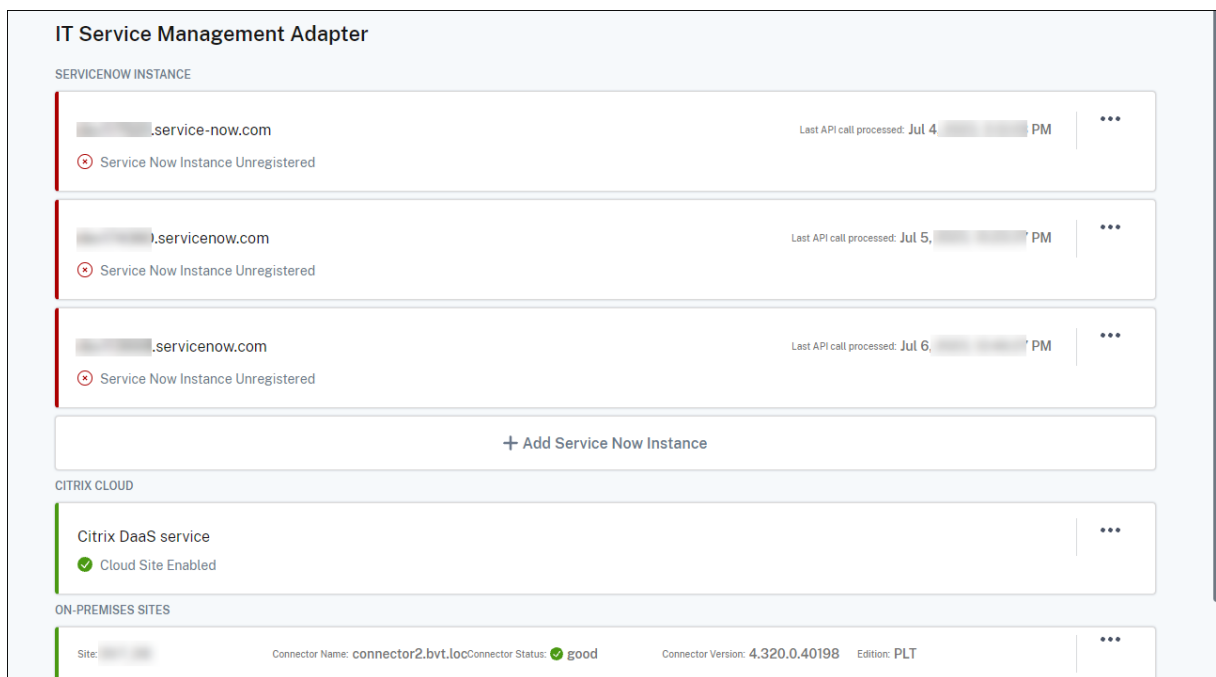 IT Service Management Adapter
SERVICENOW INSTANCE
.service-now.com Last API call processed: Jul 4 PM
Service Now Instance Unregistered
.servicenow.com Last API call processed: Jul 5, PM
Service Now Instance Unregistered
.servicenow.com Last API call processed: Jul 6, PM
Service Now Instance Unregistered
+ Add Service Now Instance
CITRIX CLOUD
Citrix DaaS service
Cloud Site Enabled
ON-PREMISES SITES
Site: Connector Name: connector2.bvt.loc Connector Status: good Connector Version: 4.320.0.40198 Edition: PLT